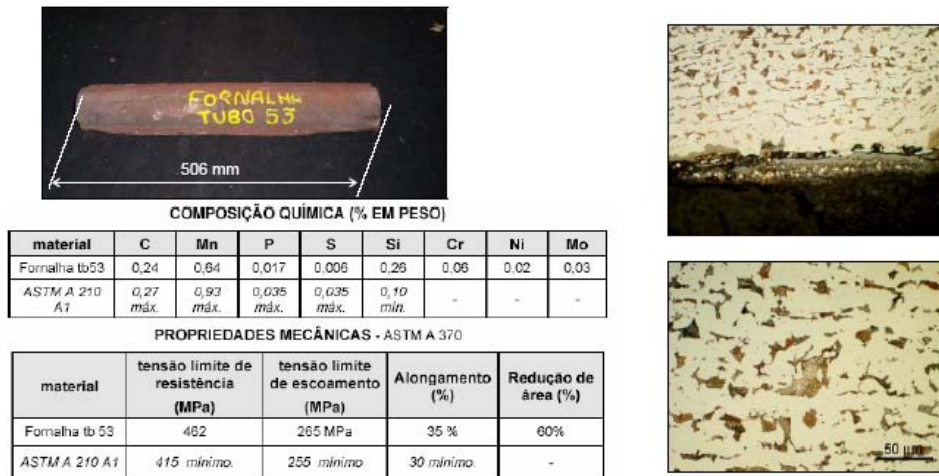 FORNALHA
TUBO 53
506 mm
COMPOSIÇÃO QUÍMICA (% EM PESO)
material C Mn P S Si Cr Ni Mo
Fornalha tb53 0,24 0,64 0,017 0,006 0,26 0,06 0,02 0,03
ASTM A 210 A1 0,27 máx. 0,93 máx. 0,035 máx. 0,035 máx. 0,10 mín. - - -
PROPRIEDADES MECÂNICAS - ASTM A 370
material tensão limite de resistência (MPa) tensão limite de escoamento (MPa) Alongamento (%) Redução de área (%)
Fornalha tb 53 462 265 MPa 35 % 60%
ASTM A 210 A1 415 mínimo. 255 mínimo 30 mínimo. -
50 µm